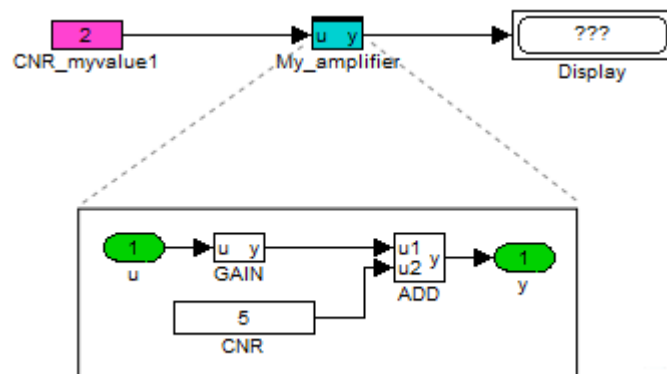 2
CNR_myvalue1
u y
My_amplifier
???
Display
1
u
u y
GAIN
5
CNR
u1
u2
y
ADD
1
y